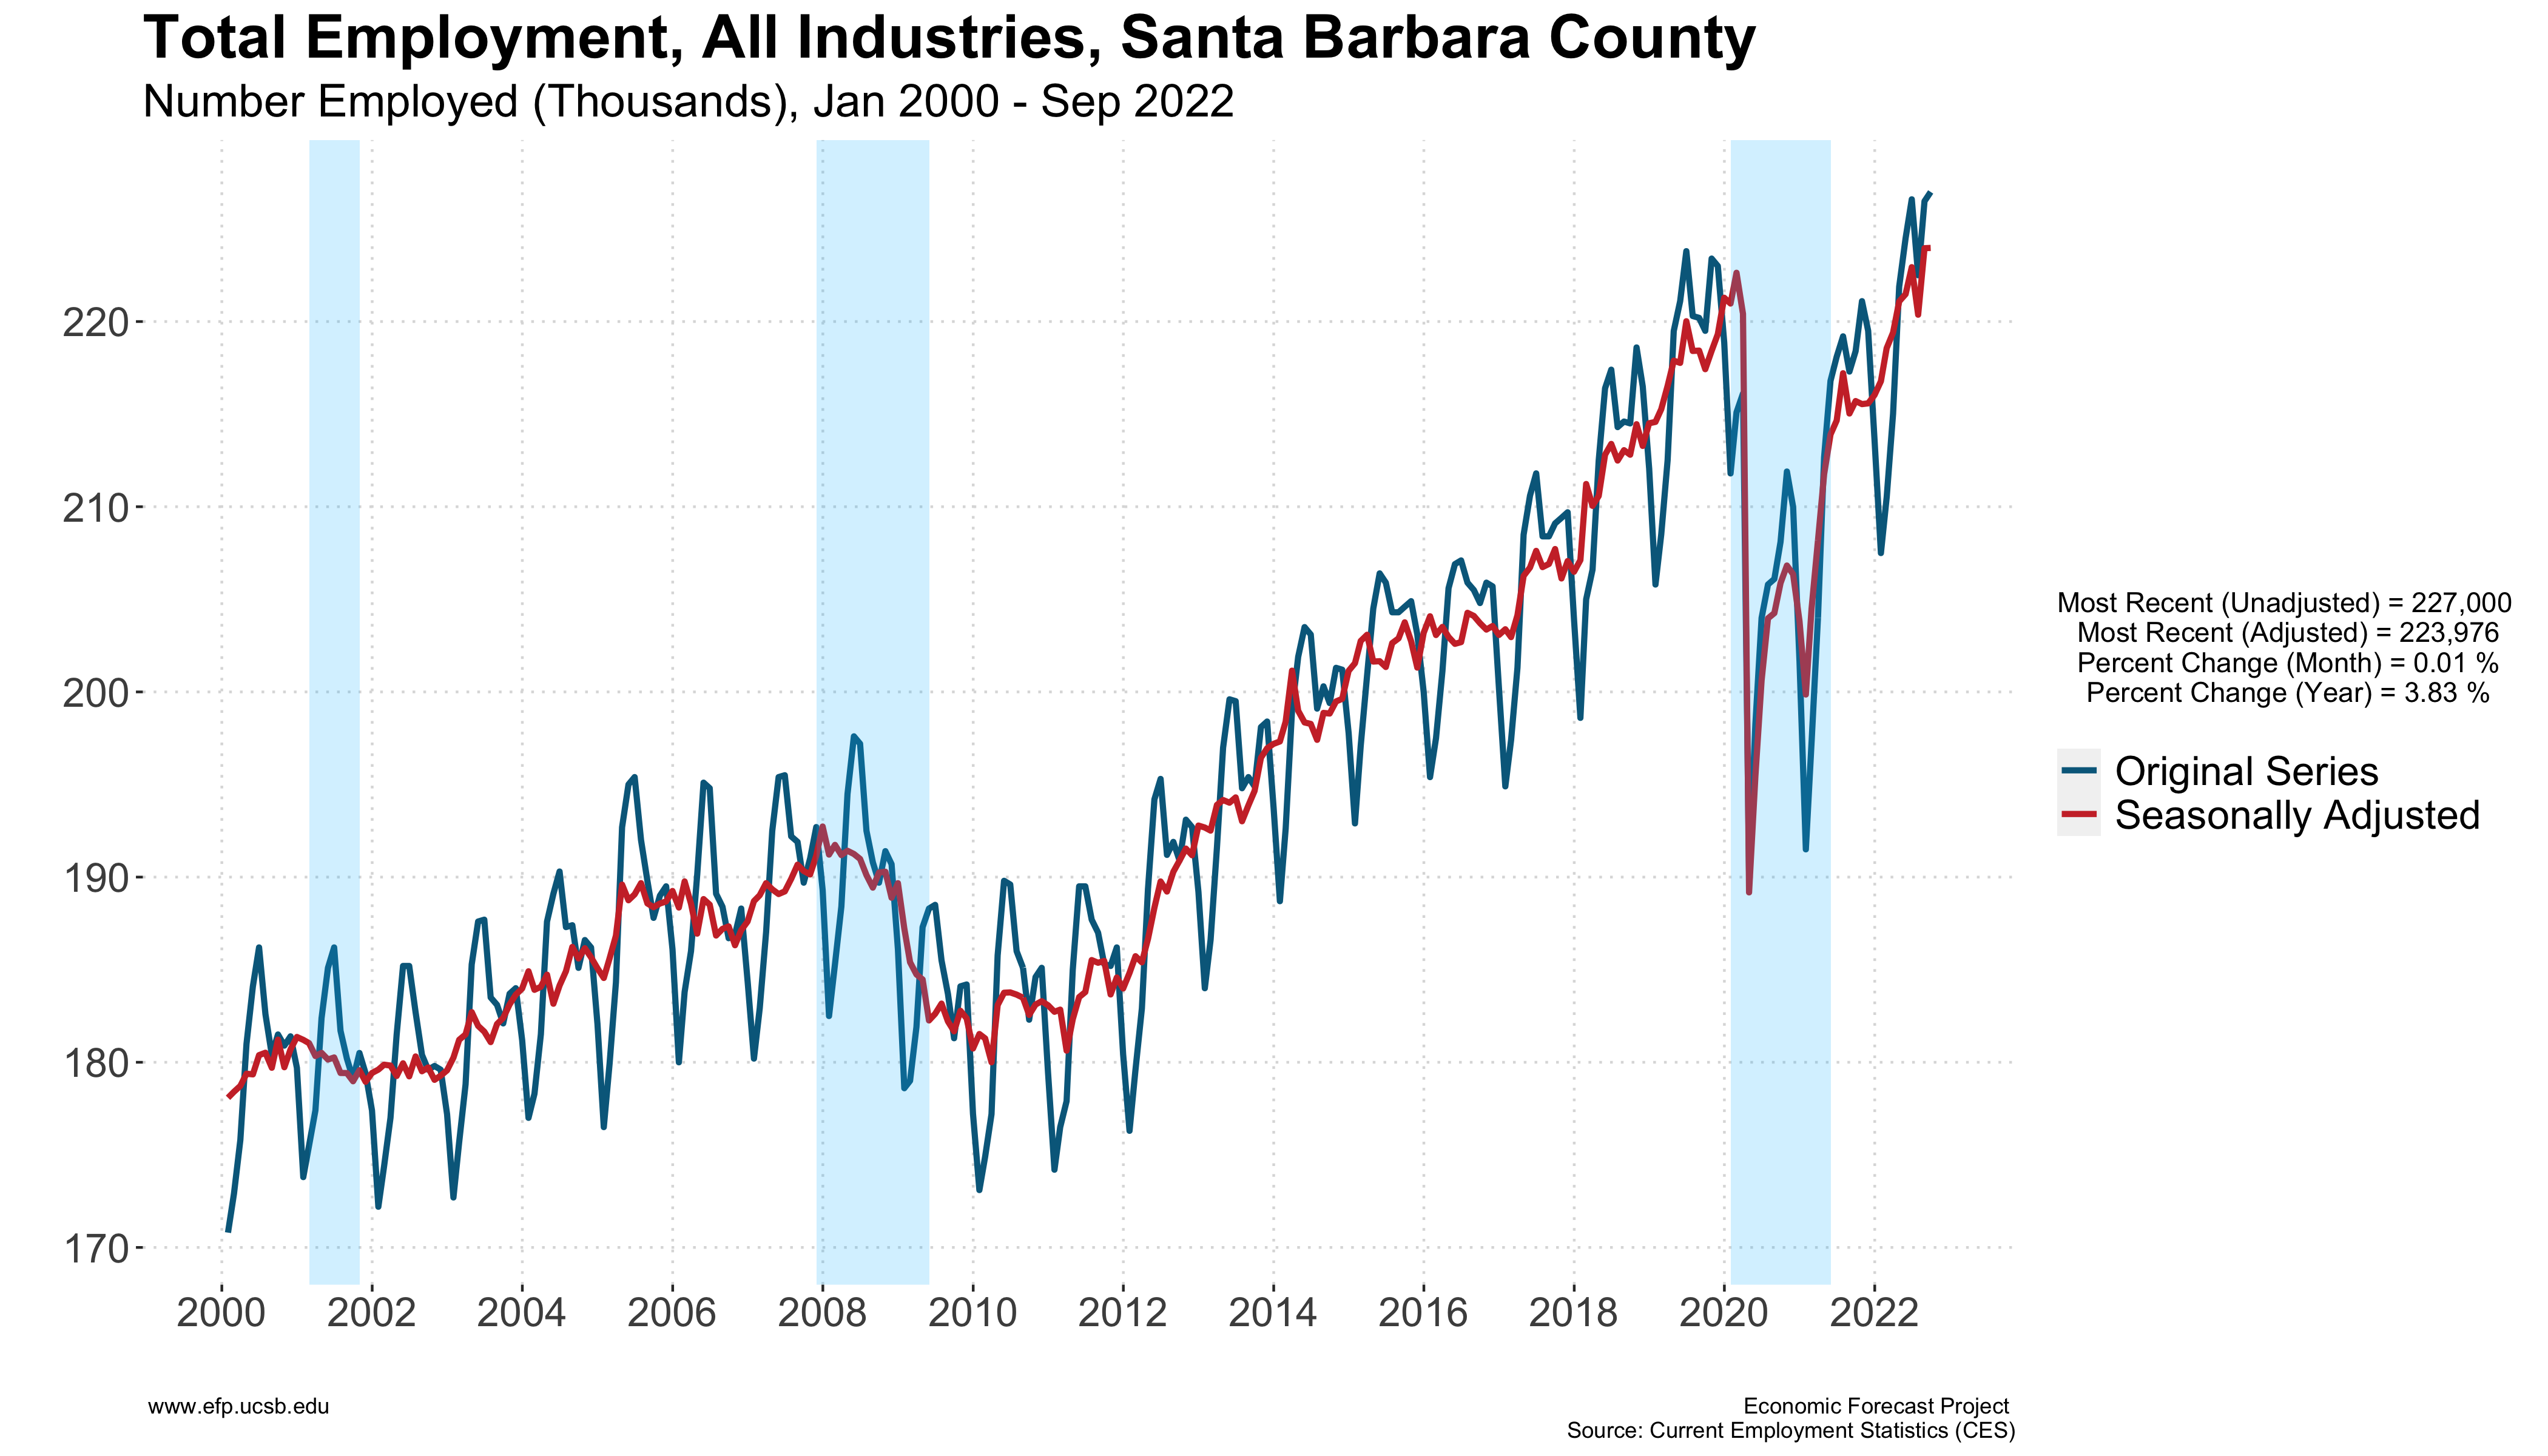 Total Employment, All Industries, Santa Barbara County
Number Employed (Thousands), Jan 2000 - Sep 2022
220
210
200
190
180
170
2000 2002 2004 2006 2008 2010 2012 2014 2016 2018 2020 2022
Most Recent (Unadjusted) = 227,000
Most Recent (Adjusted) = 223,976
Percent Change (Month) = 0.01 %
Percent Change (Year) = 3.83 %
Original Series
Seasonally Adjusted
www.efp.ucsb.edu
Economic Forecast Project
Source: Current Employment Statistics (CES)